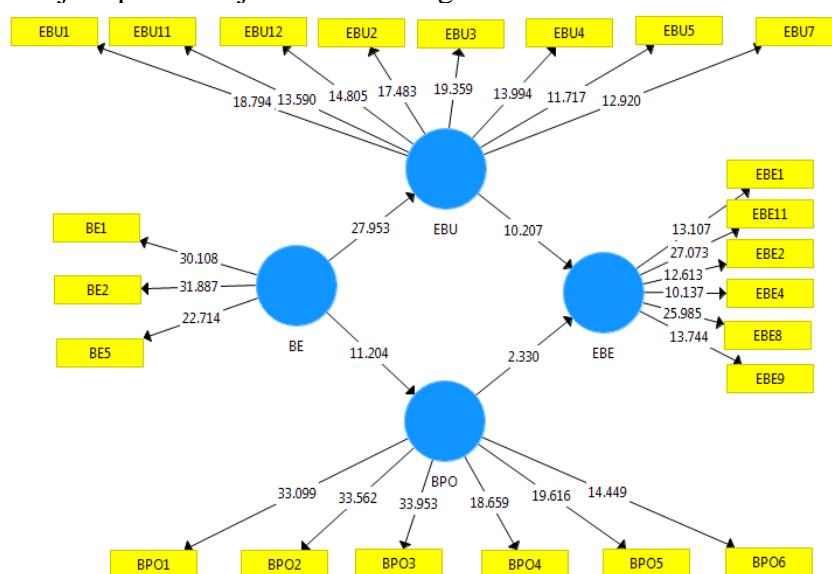 EBU1 EBU11 EBU12 EBU2 EBU3 EBU4 EBU5 EBU7
18.794 13.590 14.805 17.483 19.359 13.994 11.717 12.920
EBU
BE1
BE2
BE5
30.108
31.887
22.714
BE
27.953
10.207
11.204
2.330
EBE
EBE1
EBE11
EBE2
EBE4
EBE8
EBE9
13.107
27.073
12.613
10.137
25.985
13.744
BPO
33.099 33.562 33.953 18.659 19.616 14.449
BPO1 BPO2 BPO3 BPO4 BPO5 BPO6